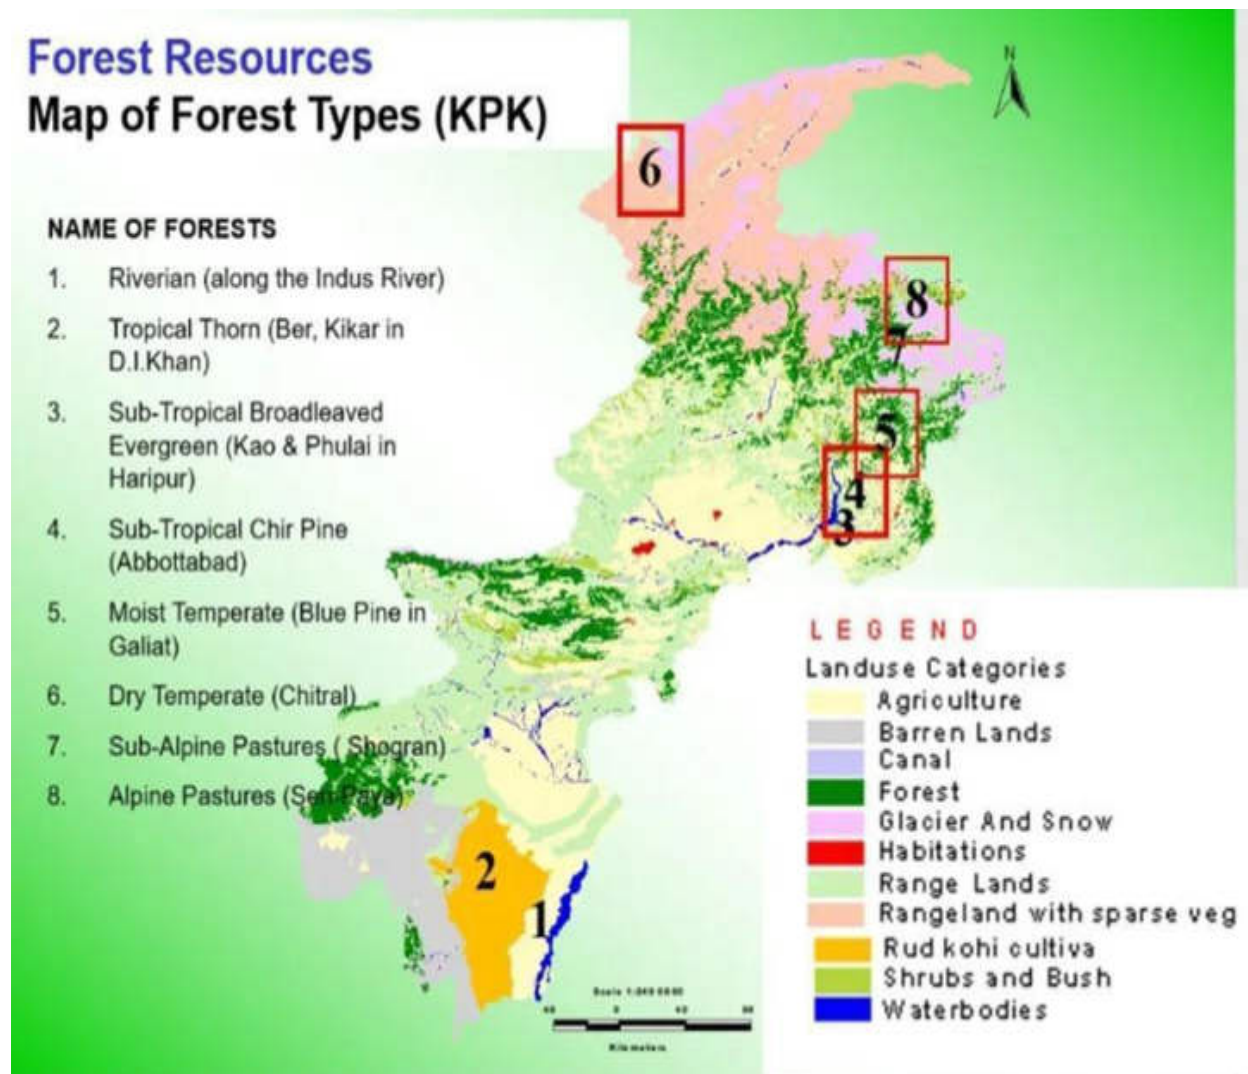 Forest Resources
Map of Forest Types (KPK)
N
NAME OF FORESTS
1. Riverian (along the Indus River)
2. Tropical Thorn (Ber, Kikar in
D.I.Khan)
3. Sub-Tropical Broadleaved
Evergreen (Kao & Phulai in
Haripur)
4. Sub-Tropical Chir Pine
(Abbottabad)
5. Moist Temperate (Blue Pine in
Galiat)
6. Dry Temperate (Chitral)
7. Sub-Alpine Pastures ( Shogran)
8. Alpine Pastures (Seri Paya)
6
8
7
5
4
3
2
1
LEGEND
Landuse Categories
Agriculture
Barren Lands
Canal
Forest
Glacier And Snow
Habitations
Range Lands
Rangeland with sparse veg
Rud kohi cultiva
Shrubs and Bush
Waterbodies
Scale
0
Kilometers